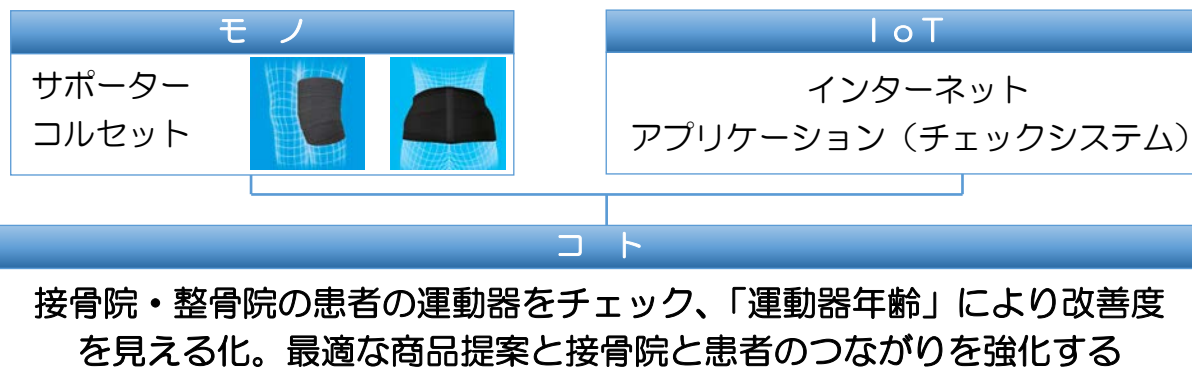 モ ノ
サポーター
コルセット
IoT
インターネット
アプリケーション（チェックシステム）
コ ト
接骨院・整骨院の患者の運動器をチェック、「運動器年齢」により改善度
を見える化。最適な商品提案と接骨院と患者のつながりを強化する